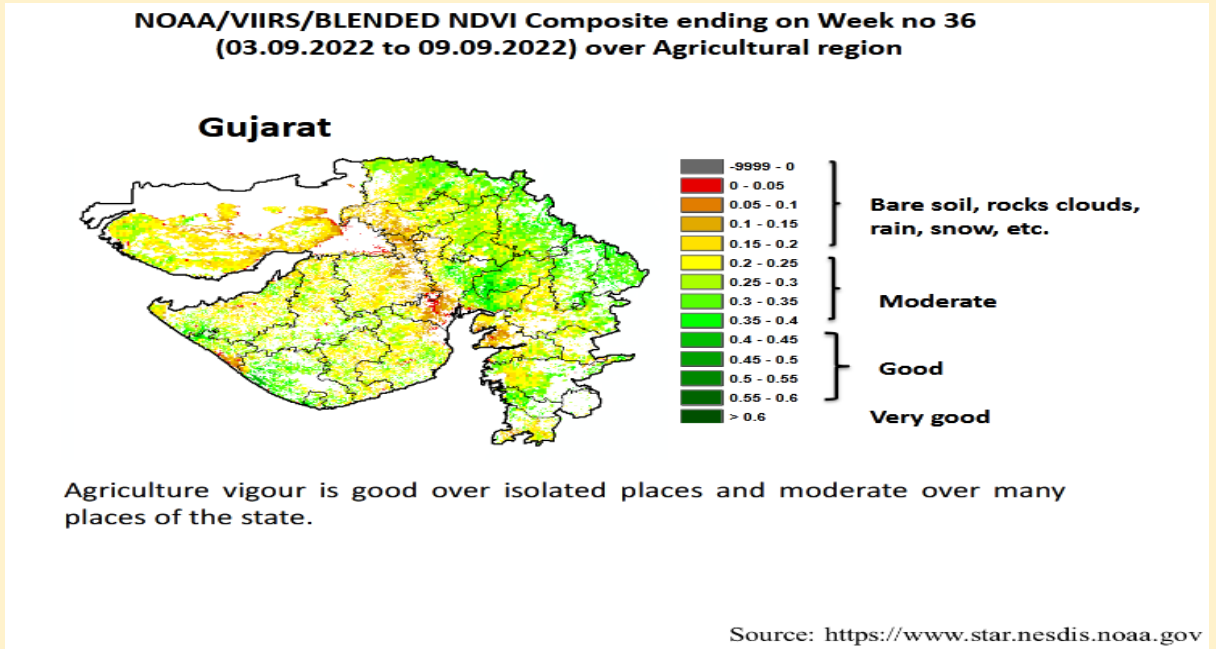 NOAA/VIIRS/BLENDED NDVI Composite ending on Week no 36
(03.09.2022 to 09.09.2022) over Agricultural region
Gujarat
-9999 - 0
0 - 0.05
0.05 - 0.1
0.1 - 0.15
0.15 - 0.2
0.2 - 0.25
0.25 - 0.3
0.3 - 0.35
0.35 - 0.4
0.4 - 0.45
0.45 - 0.5
0.5 - 0.55
0.55 - 0.6
> 0.6
Bare soil, rocks clouds,
rain, snow, etc.
Moderate
Good
Very good
Agriculture vigour is good over isolated places and moderate over many
places of the state.
Source: https://www.star.nesdis.noaa.gov